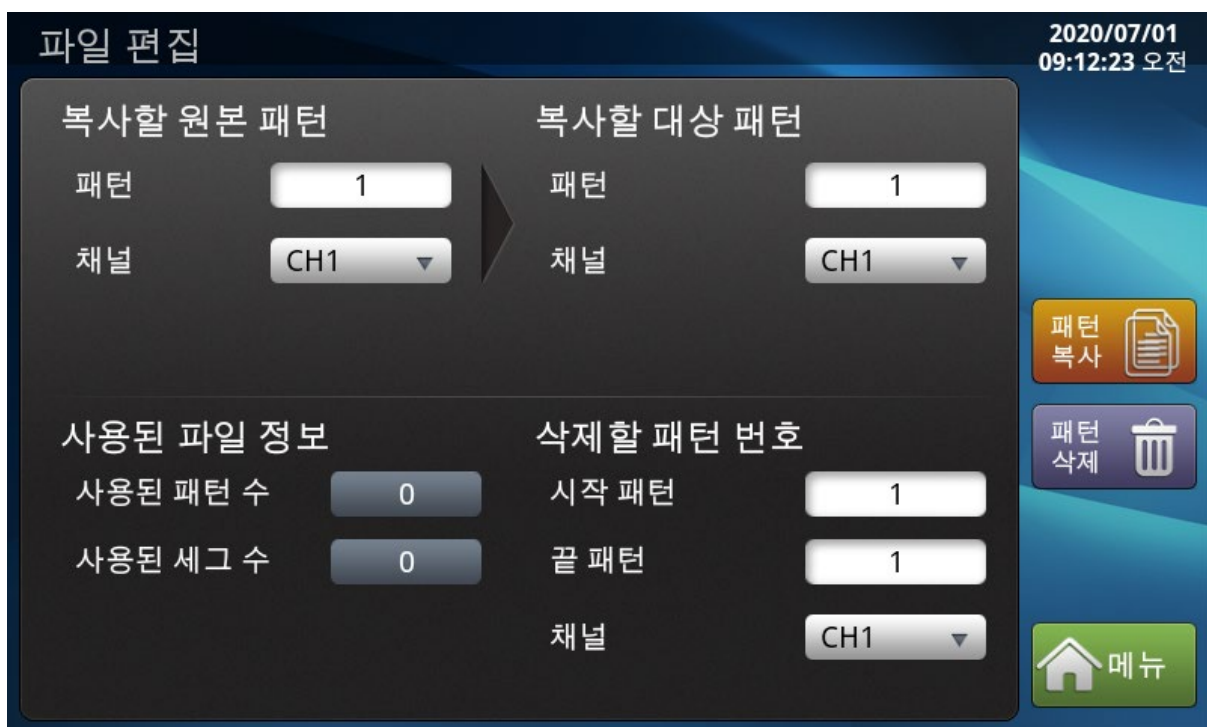 파일 편집
2020/07/01
09:12:23 오전
복사할 원본 패턴
복사할 대상 패턴
패턴 1
패턴 1
채널 CH1
채널 CH1
패턴
복사
사용된 파일 정보
삭제할 패턴 번호
패턴
삭제
사용된 패턴 수 0
시작 패턴 1
사용된 세그 수 0
끝 패턴 1
채널 CH1
메뉴